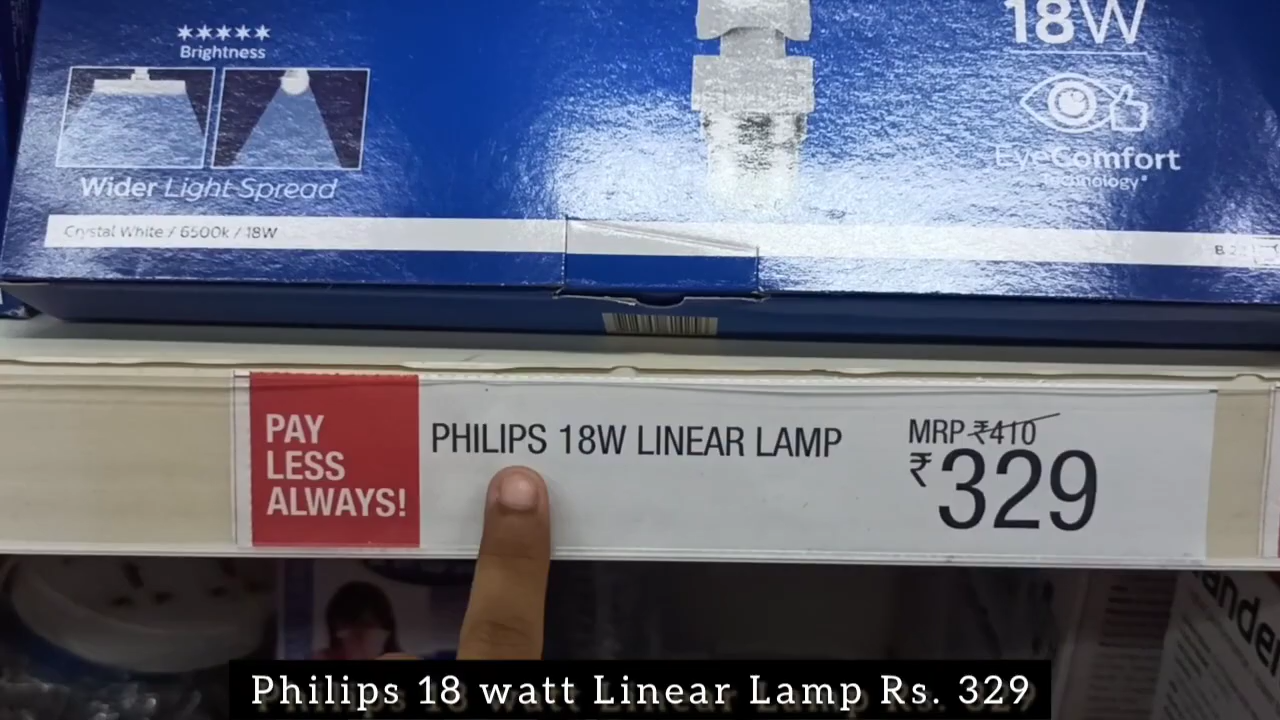 ★★★★★
Brightness
Wider Light Spread
Crystal White / 6500k / 18W
18W
EyeComfort
Technology
PAY
LESS
ALWAYS!
PHILIPS 18W LINEAR LAMP
MRP ₹410
₹329
Philips 18 watt Linear Lamp Rs. 329